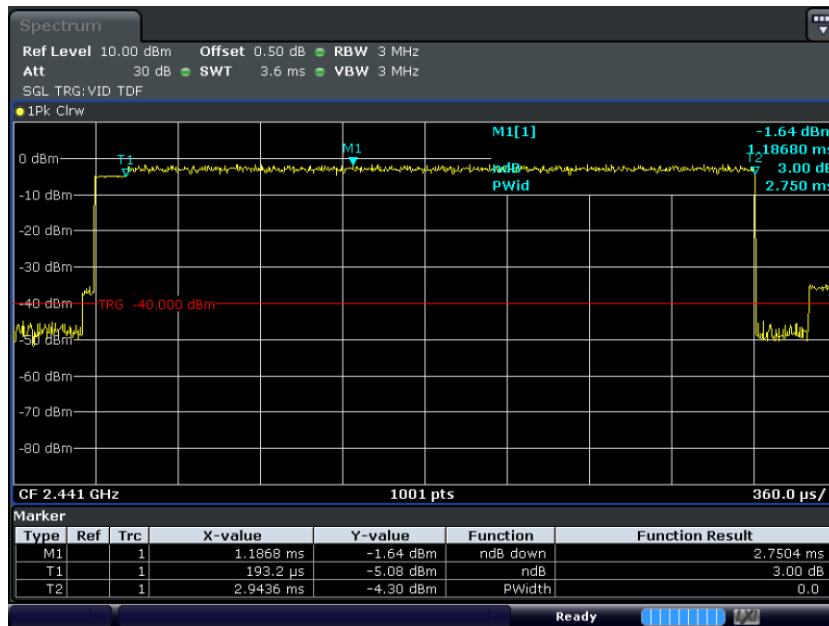 Spectrum
Ref Level 10.00 dBm Offset 0.50 dB RBW 3 MHz
Att 30 dB SWT 3.6 ms VBW 3 MHz
SGL TRG:VID TDF
1Pk Clrw
M1[1] -1.64 dBm
1.18680 ms
ndB 3.00 dB
PWid 2.750 ms
T1
M1
T2
0 dBm
-10 dBm
-20 dBm
-30 dBm
-40 dBm
TRG -40.000 dBm
-50 dBm
-60 dBm
-70 dBm
-80 dBm
CF 2.441 GHz 1001 pts 360.0 µs/
Marker
Type Ref Trc X-value Y-value Function Function Result
M1 1 1.1868 ms -1.64 dBm ndB down 2.7504 ms
T1 1 193.2 µs -5.08 dBm ndB 3.00 dB
T2 1 2.9436 ms -4.30 dBm PWidth 0.0
Ready